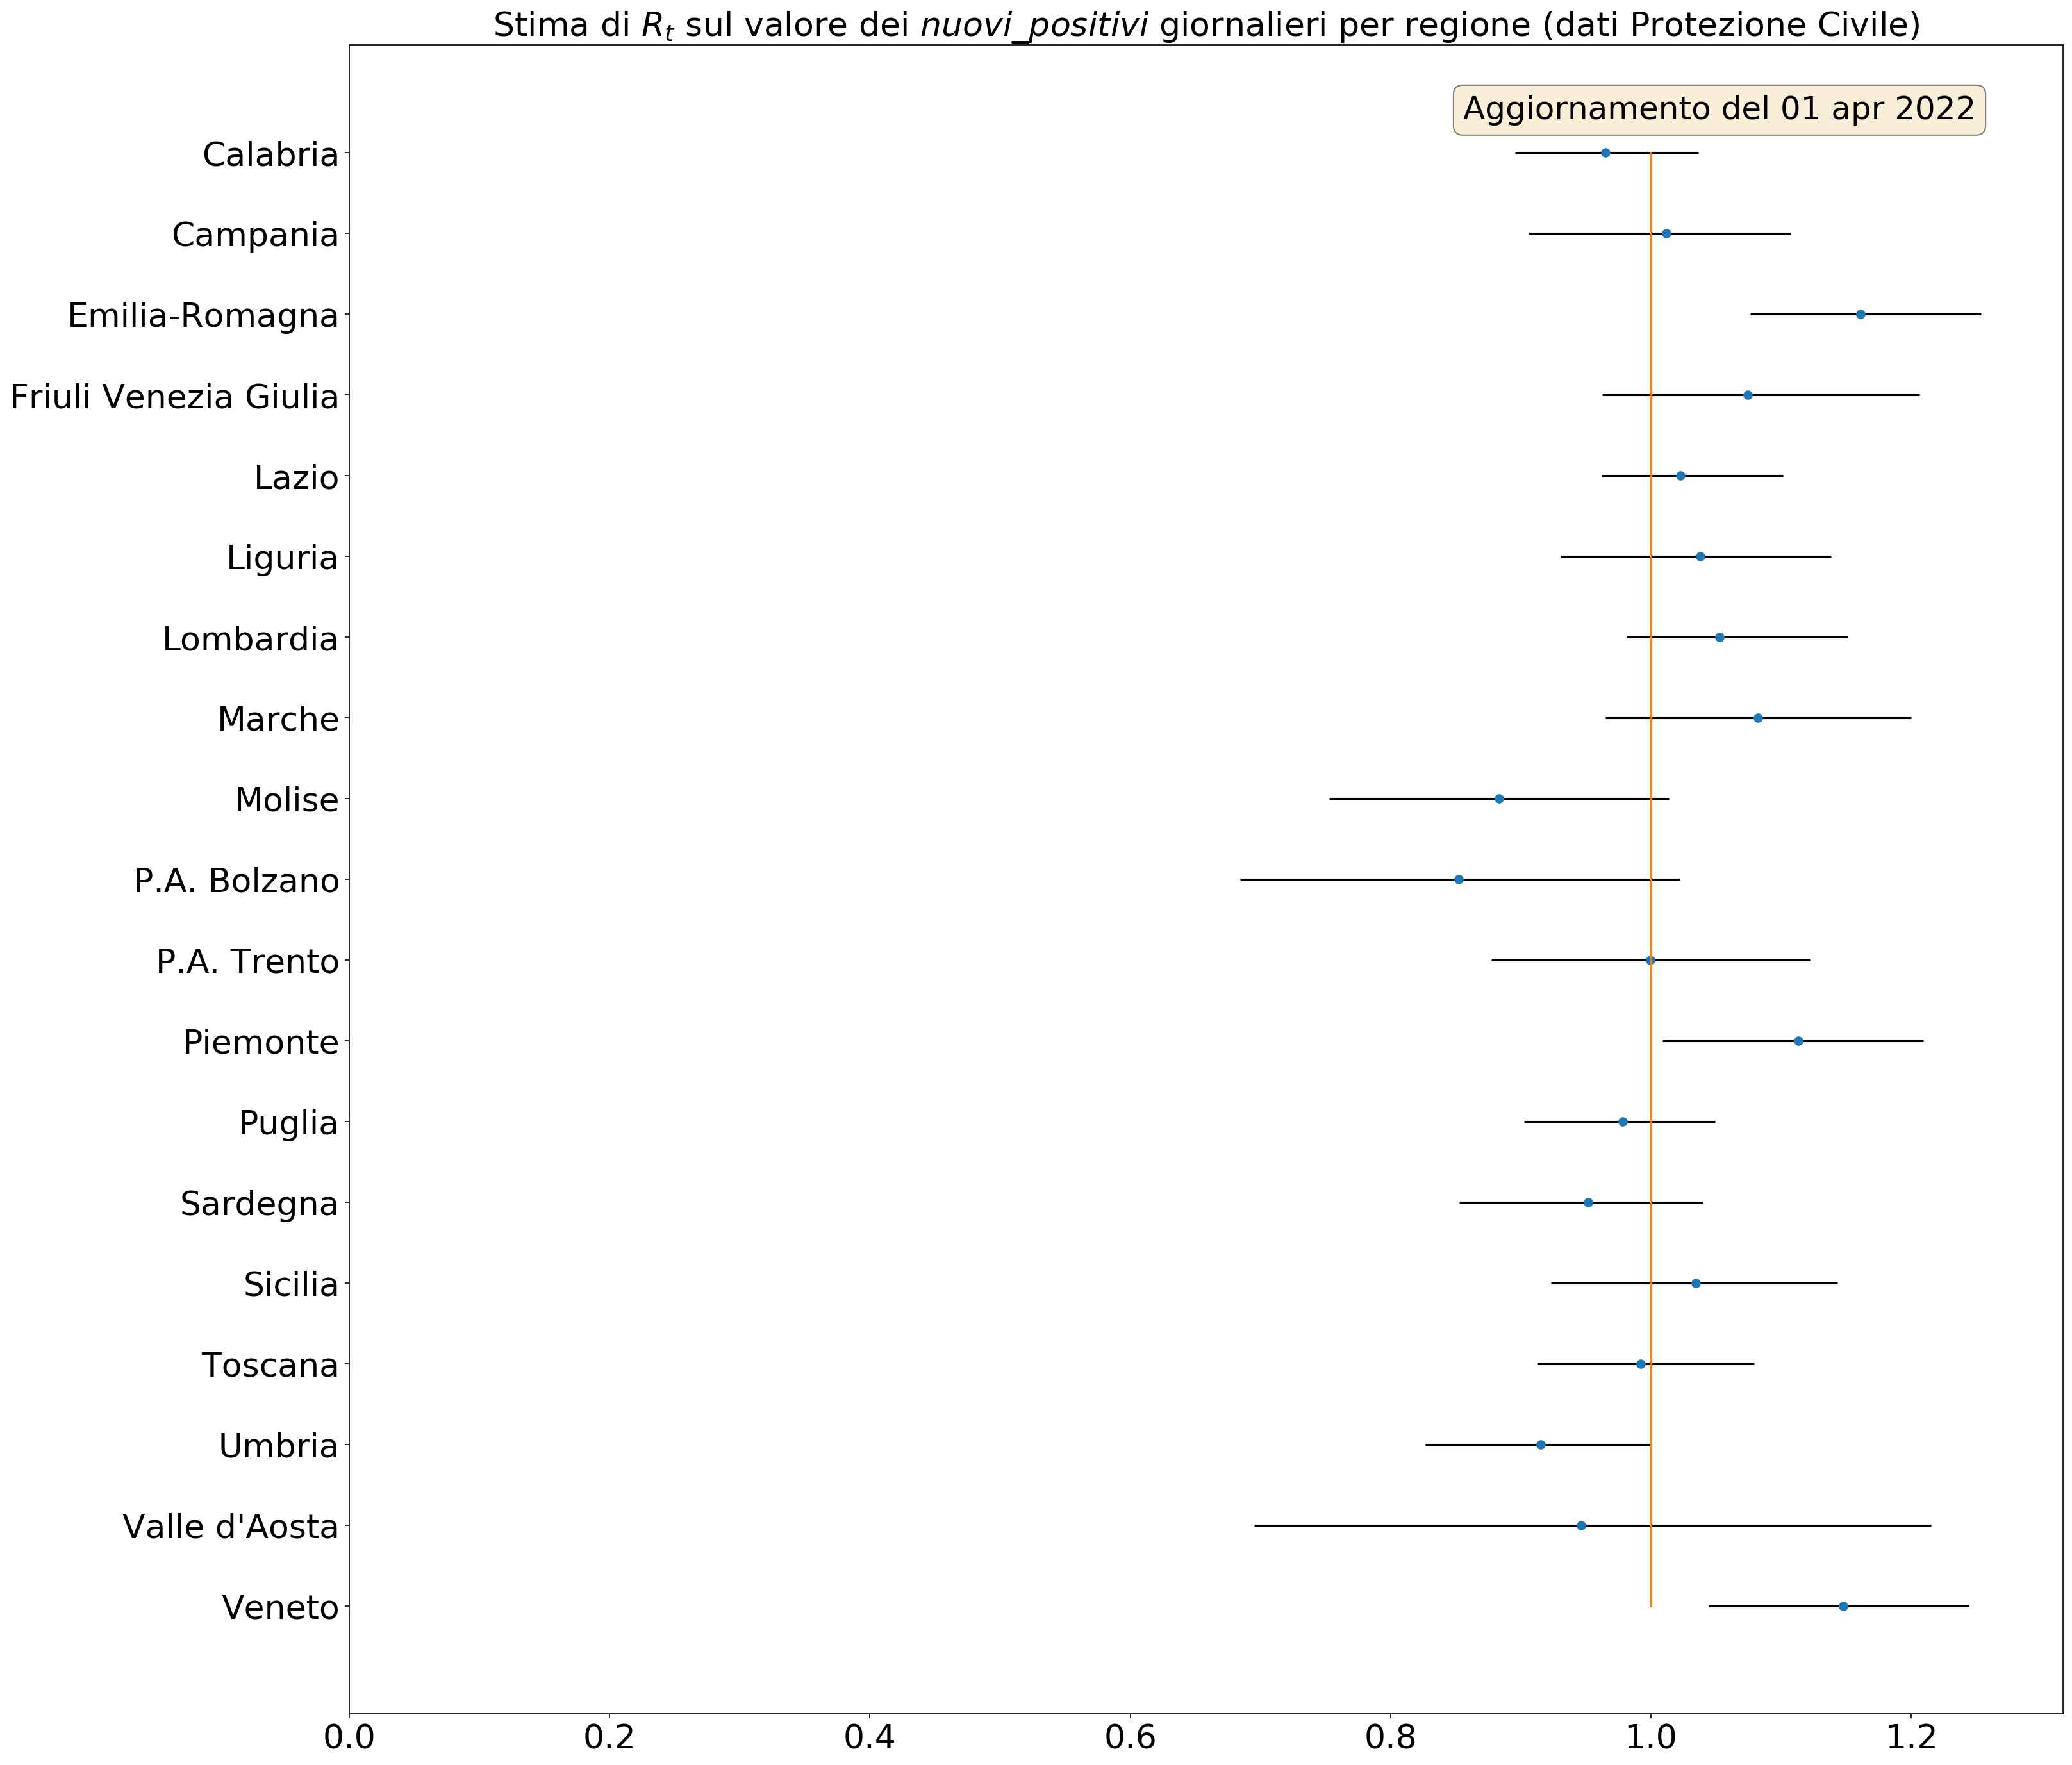 Stima di R_t sul valore dei nuovi_positivi giornalieri per regione (dati Protezione Civile)
Aggiornamento del 01 apr 2022
Calabria
Campania
Emilia-Romagna
Friuli Venezia Giulia
Lazio
Liguria
Lombardia
Marche
Molise
P.A. Bolzano
P.A. Trento
Piemonte
Puglia
Sardegna
Sicilia
Toscana
Umbria
Valle d'Aosta
Veneto
0.0 0.2 0.4 0.6 0.8 1.0 1.2